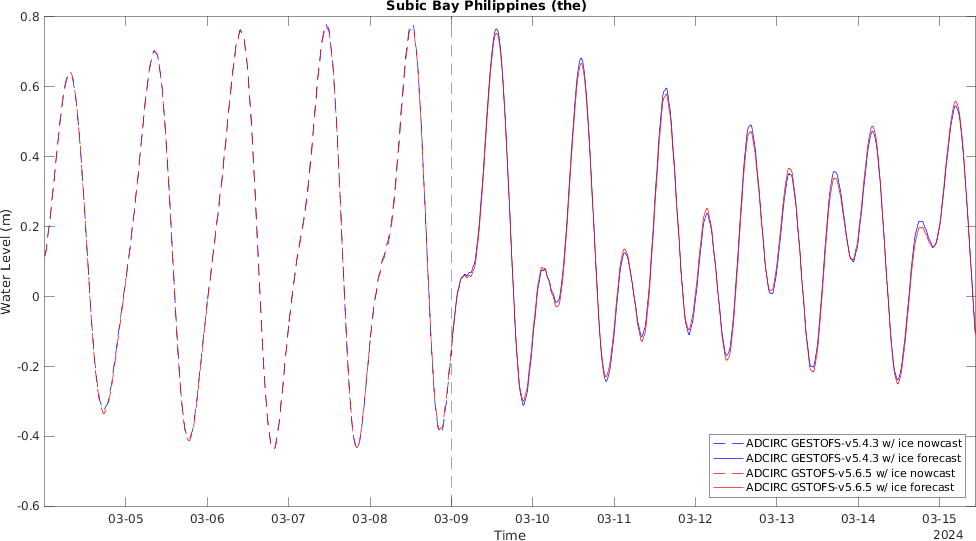 Subic Bay Philippines (the)
0.8
0.6
0.4
0.2
0
-0.2
-0.4
-0.6
Water Level (m)
ADCIRC GESTOFS-v5.4.3 w/ ice nowcast
ADCIRC GESTOFS-v5.4.3 w/ ice forecast
ADCIRC GSTOFS-v5.6.5 w/ ice nowcast
ADCIRC GSTOFS-v5.6.5 w/ ice forecast
03-05 03-06 03-07 03-08 03-09 03-10 03-11 03-12 03-13 03-14 03-15
Time
2024